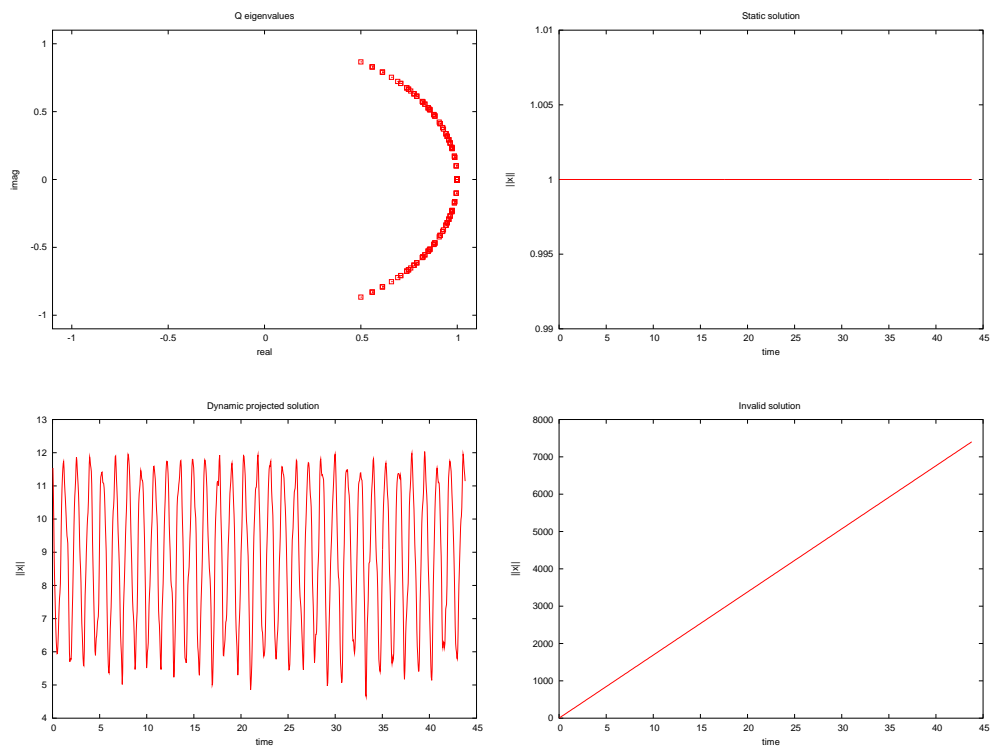 Q eigenvalues
1
0.5
0
-0.5
-1
imag
-1 -0.5 0 0.5 1
real
Static solution
1.01
1.005
1
0.995
0.99
||x||
0 5 10 15 20 25 30 35 40 45
time
Dynamic projected solution
13
12
11
10
9
8
7
6
5
4
||x||
0 5 10 15 20 25 30 35 40 45
time
Invalid solution
8000
7000
6000
5000
4000
3000
2000
1000
0
||x||
0 5 10 15 20 25 30 35 40 45
time